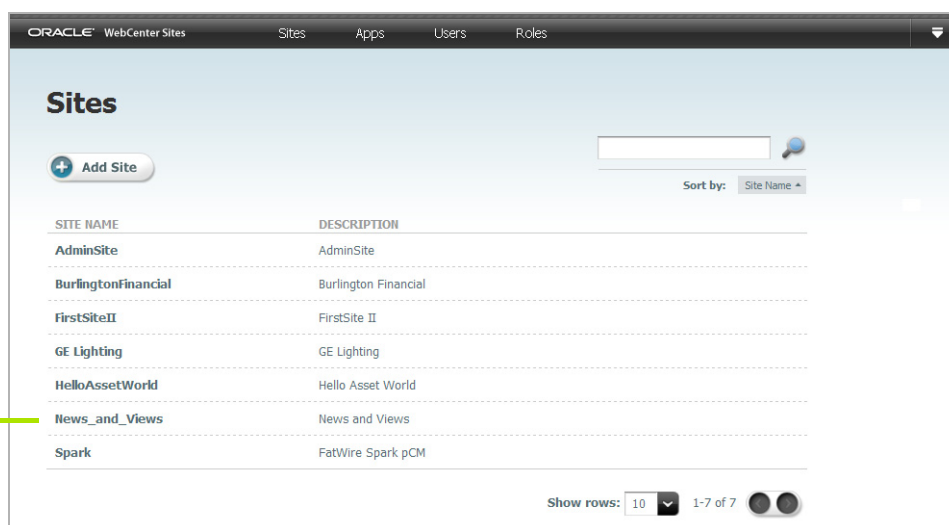 ORACLE WebCenter Sites Sites Apps Users Roles
Sites
Add Site
Sort by: Site Name
SITE NAME DESCRIPTION
AdminSite AdminSite
BurlingtonFinancial Burlington Financial
FirstSiteII FirstSite II
GE Lighting GE Lighting
HelloAssetWorld Hello Asset World
News_and_Views News and Views
Spark FatWire Spark pCM
Show rows: 10 1-7 of 7